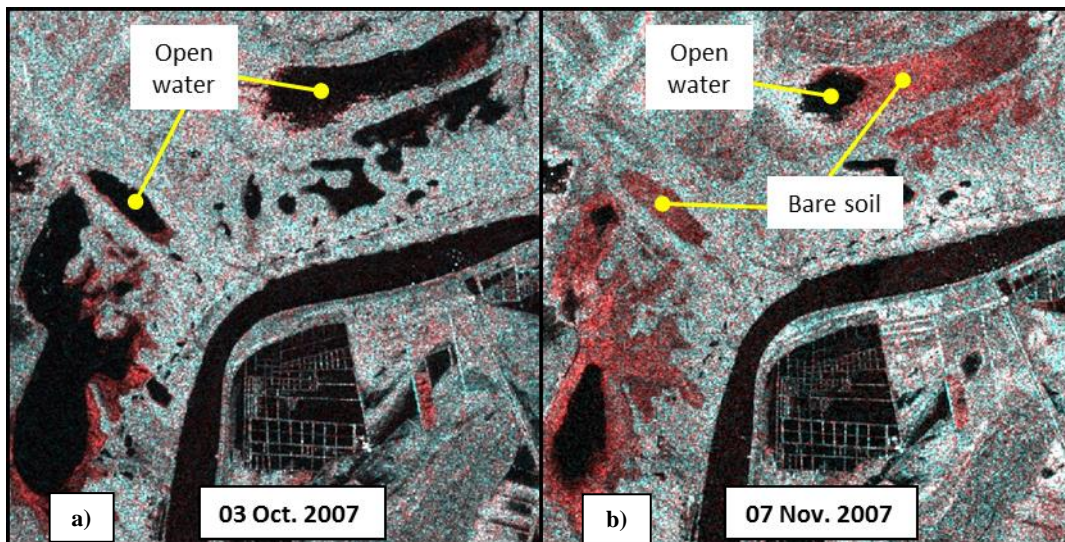 Open
water
a)
03 Oct. 2007
Open
water
Bare soil
b)
07 Nov. 2007